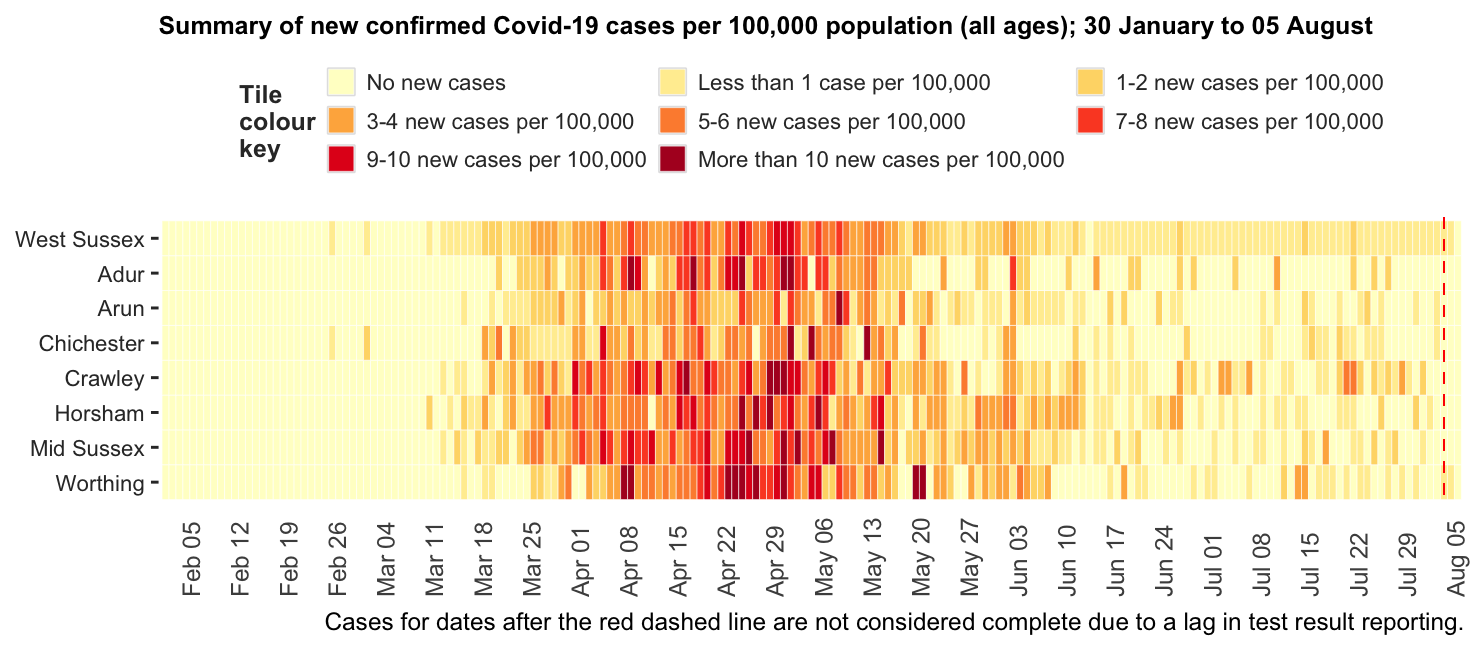 Summary of new confirmed Covid-19 cases per 100,000 population (all ages); 30 January to 05 August
Tile
colour
key
No new cases
Less than 1 case per 100,000
1-2 new cases per 100,000
3-4 new cases per 100,000
5-6 new cases per 100,000
7-8 new cases per 100,000
9-10 new cases per 100,000
More than 10 new cases per 100,000
West Sussex
Adur
Arun
Chichester
Crawley
Horsham
Mid Sussex
Worthing
Feb 05
Feb 12
Feb 19
Feb 26
Mar 04
Mar 11
Mar 18
Mar 25
Apr 01
Apr 08
Apr 15
Apr 22
Apr 29
May 06
May 13
May 20
May 27
Jun 03
Jun 10
Jun 17
Jun 24
Jul 01
Jul 08
Jul 15
Jul 22
Jul 29
Aug 05
Cases for dates after the red dashed line are not considered complete due to a lag in test result reporting.